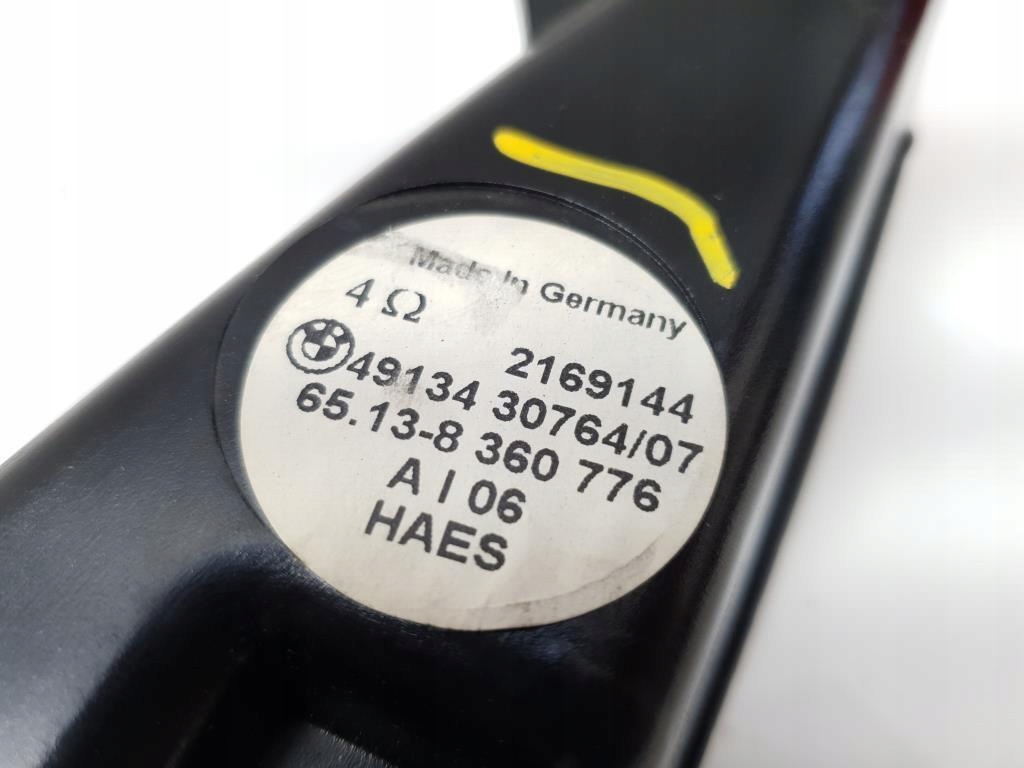 Made In Germany
4 Ω
2169144
49134 30764/07
65.13-8 360 776
A I 06
HAES